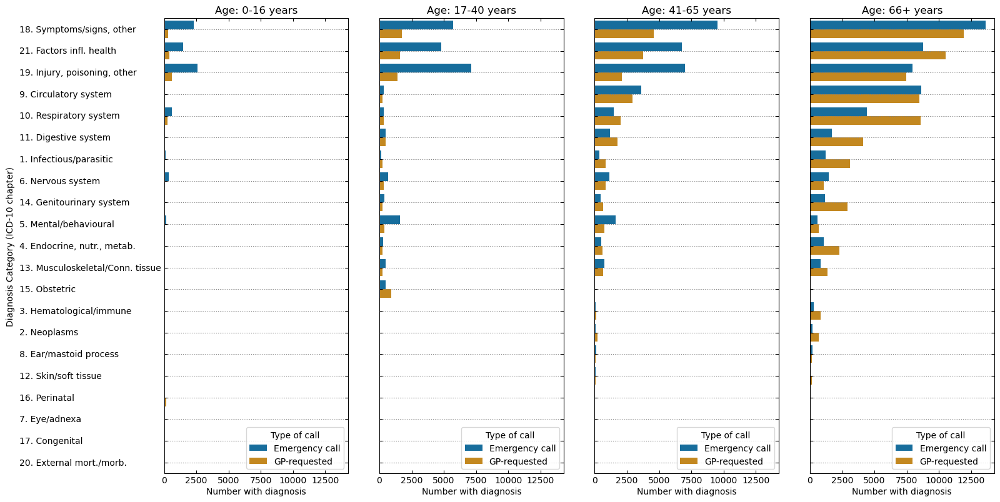 Age: 0-16 years
Age: 17-40 years
Age: 41-65 years
Age: 66+ years
Diagnosis Category (ICD-10 chapter)
18. Symptoms/signs, other
21. Factors infl. health
19. Injury, poisoning, other
9. Circulatory system
10. Respiratory system
11. Digestive system
1. Infectious/parasitic
6. Nervous system
14. Genitourinary system
5. Mental/behavioural
4. Endocrine, nutr., metab.
13. Musculoskeletal/Conn. tissue
15. Obstetric
3. Hematological/immune
2. Neoplasms
8. Ear/mastoid process
12. Skin/soft tissue
16. Perinatal
7. Eye/adnexa
17. Congenital
20. External mort./morb.
Type of call
Emergency call
GP-requested
Type of call
Emergency call
GP-requested
Type of call
Emergency call
GP-requested
Type of call
Emergency call
GP-requested
0 2500 5000 7500 10000 12500
0 2500 5000 7500 10000 12500
0 2500 5000 7500 10000 12500
0 2500 5000 7500 10000 12500
Number with diagnosis
Number with diagnosis
Number with diagnosis
Number with diagnosis